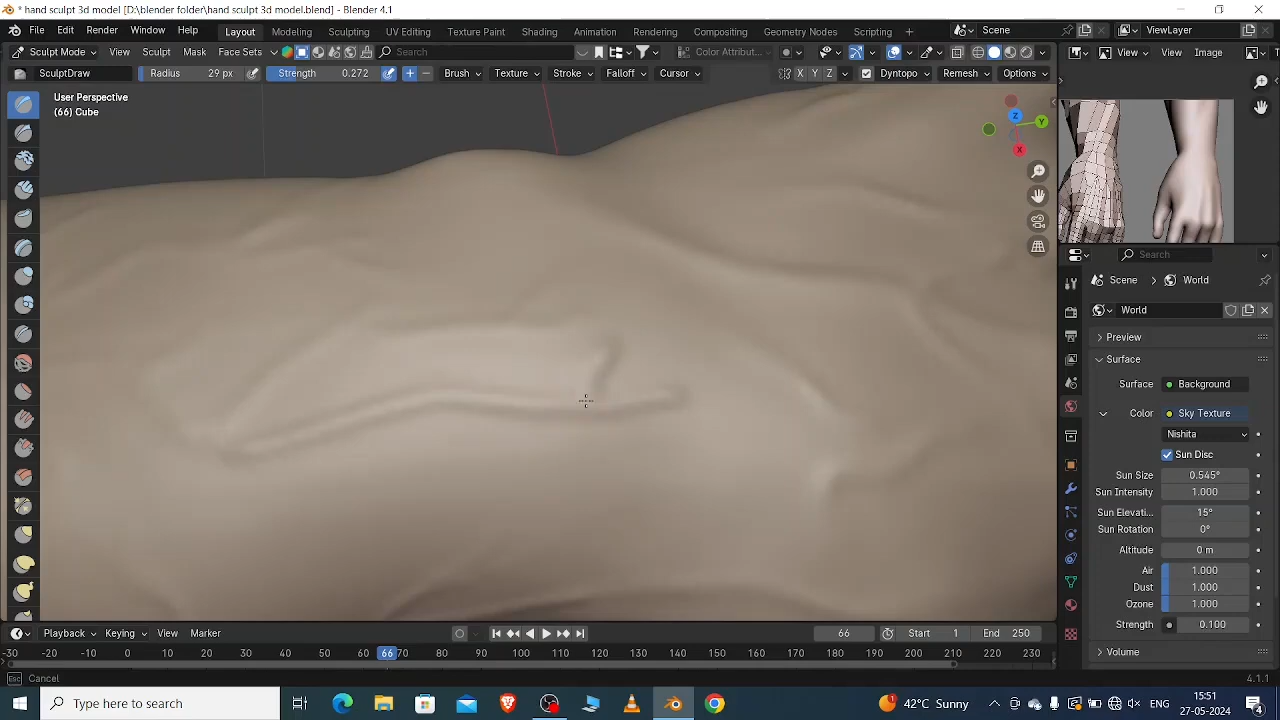 * hand sculpt 3d model [D:\blender folder\hand sculpt 3d model.blend] - Blender 4.1
File Edit Render Window Help Layout Modeling Sculpting UV Editing Texture Paint Shading Animation Rendering Compositing Geometry Nodes Scripting + Scene ViewLayer
Sculpt Mode View Sculpt Mask Face Sets Search Color Attribut... View View Image
SculptDraw Radius 29 px Strength 0.272 Brush Texture Stroke Falloff Cursor X Y Z Dyntopo Remesh Options
User Perspective
(66) Cube
Z
Y
X
Search
Scene World
World
Preview
Surface
Surface Background
Color Sky Texture
Nishita
Sun Disc
Sun Size 0.545°
Sun Intensity 1.000
Sun Elevati... 15°
Sun Rotation 0°
Altitude 0 m
Air 1.000
Dust 1.000
Ozone 1.000
Strength 0.100
Volume
Playback Keying View Marker 66 Start 1 End 250
-20 -10 0 10 20 30 40 50 66 70 80 90 100 110 120 130 140 150 160 170 180 190 200 210 220 230
Esc Cancel 4.1.1
Type here to search 1 42°C Sunny ENG 15:51
27-05-2024 4